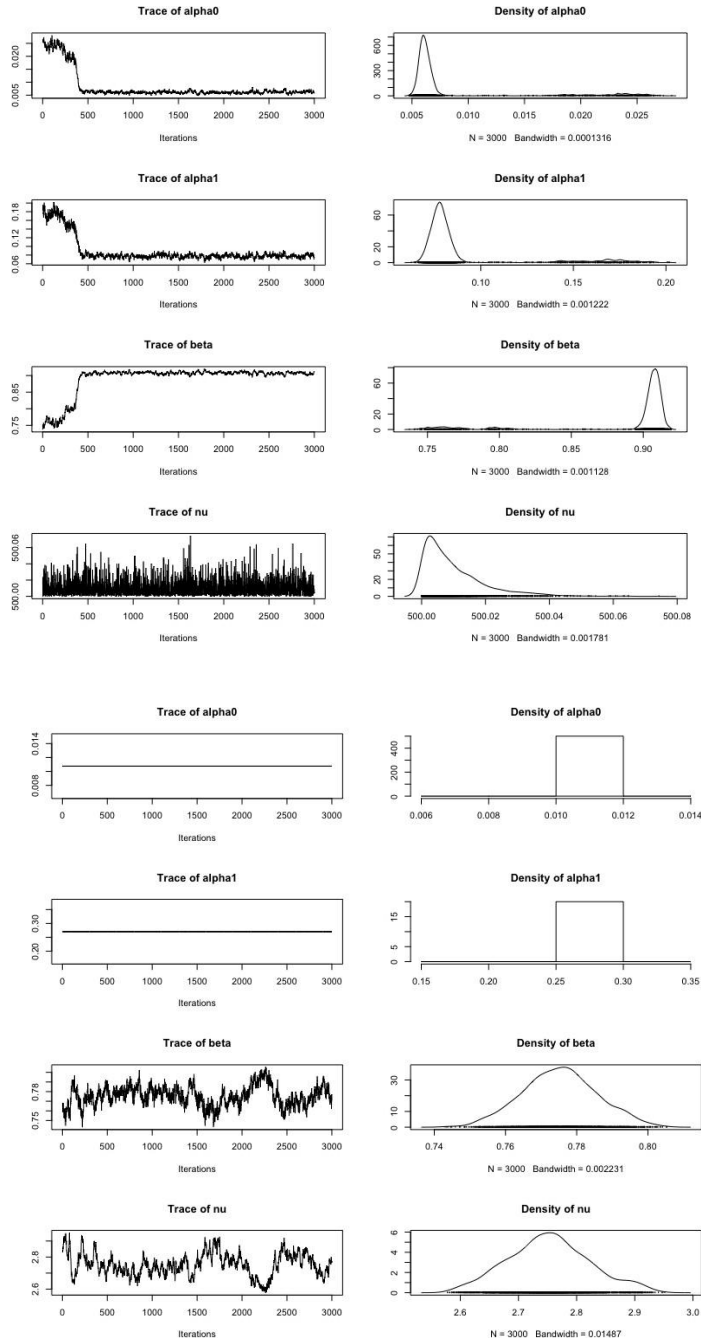 Trace of alpha0
0.005 0.020
0 500 1000 1500 2000 2500 3000
Iterations
Density of alpha0
0 300 600
0.005 0.010 0.015 0.020 0.025
N = 3000 Bandwidth = 0.0001316
Trace of alpha1
0.06 0.12 0.18
0 500 1000 1500 2000 2500 3000
Iterations
Density of alpha1
0 20 60
0.10 0.15 0.20
N = 3000 Bandwidth = 0.001222
Trace of beta
0.75 0.85
0 500 1000 1500 2000 2500 3000
Iterations
Density of beta
0 20 60
0.75 0.80 0.85 0.90
N = 3000 Bandwidth = 0.001128
Trace of nu
500.00 500.06
0 500 1000 1500 2000 2500 3000
Iterations
Density of nu
0 20 50
500.00 500.02 500.04 500.06 500.08
N = 3000 Bandwidth = 0.001781
Trace of alpha0
0.008 0.014
0 500 1000 1500 2000 2500 3000
Iterations
Density of alpha0
0 200 400
0.006 0.008 0.010 0.012 0.014
Trace of alpha1
0.20 0.30
0 500 1000 1500 2000 2500 3000
Iterations
Density of alpha1
0 5 15
0.15 0.20 0.25 0.30 0.35
Trace of beta
0.75 0.78
0 500 1000 1500 2000 2500 3000
Iterations
Density of beta
0 10 30
0.74 0.76 0.78 0.80
N = 3000 Bandwidth = 0.002231
Trace of nu
2.6 2.8
0 500 1000 1500 2000 2500 3000
Iterations
Density of nu
0 2 4 6
2.6 2.7 2.8 2.9 3.0
N = 3000 Bandwidth = 0.01487